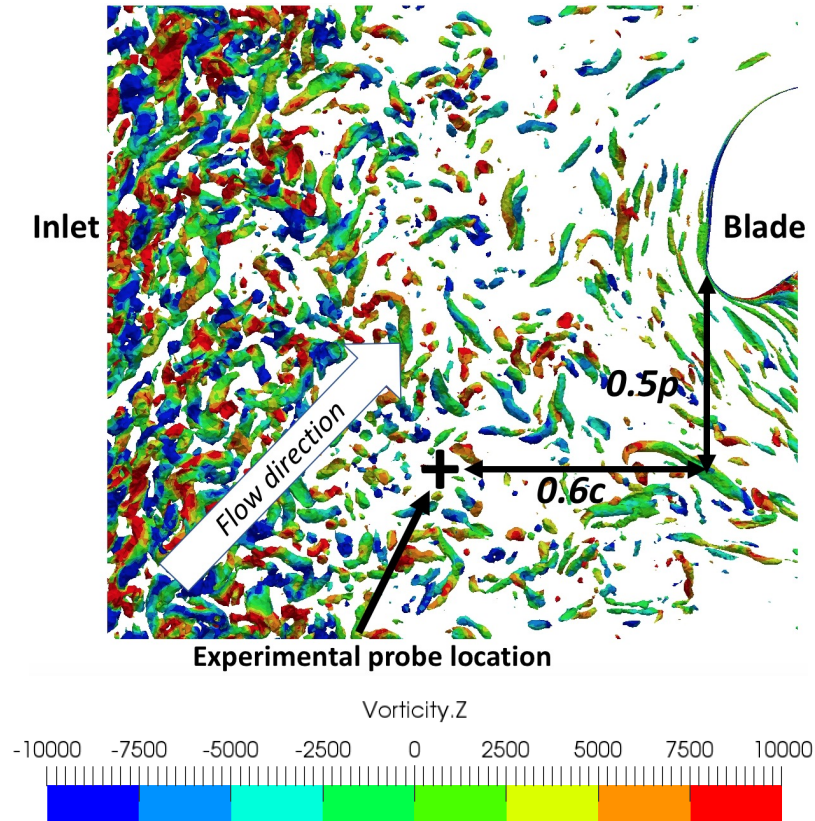 Inlet
Blade
0.5p
Flow direction
0.6c
Experimental probe location
Vorticity.Z
-10000 -7500 -5000 -2500 0 2500 5000 7500 10000